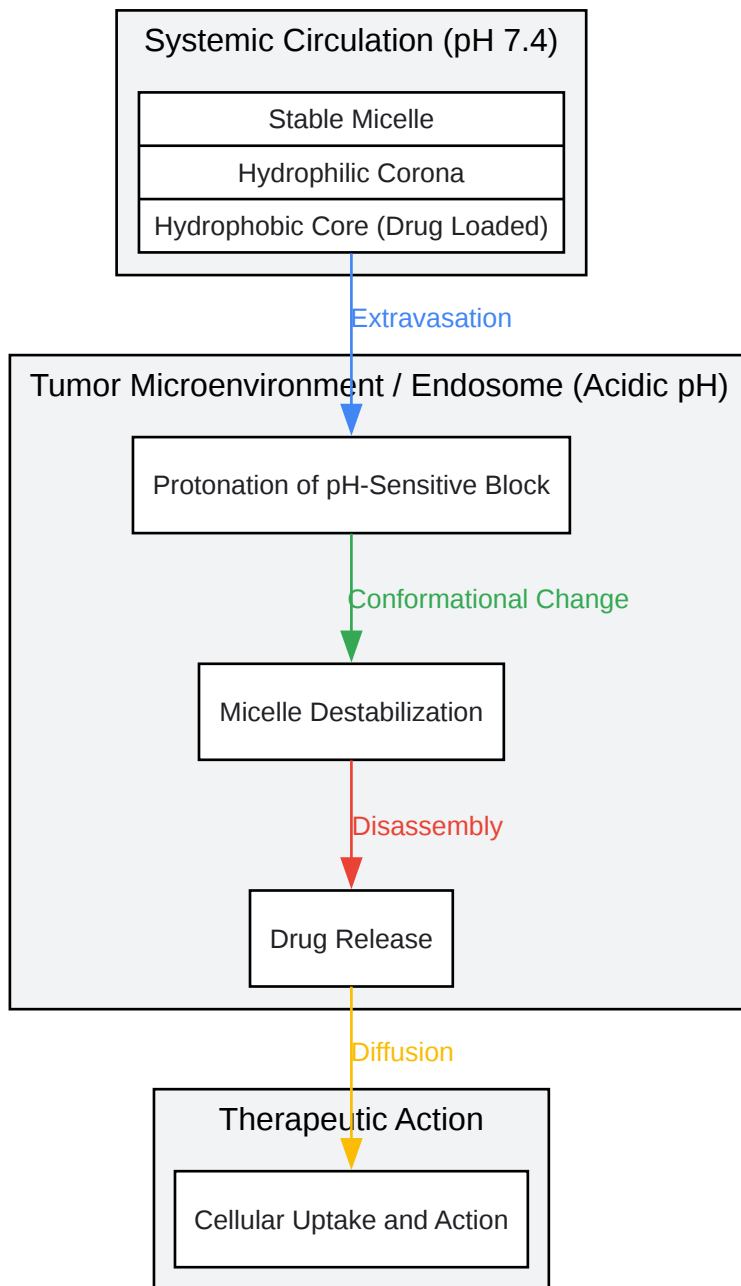 Systemic Circulation (pH 7.4)
Stable Micelle
Hydrophilic Corona
Hydrophobic Core (Drug Loaded)
Extravasation
Tumor Microenvironment / Endosome (Acidic pH)
Protonation of pH-Sensitive Block
Conformational Change
Micelle Destabilization
Disassembly
Drug Release
Diffusion
Therapeutic Action
Cellular Uptake and Action